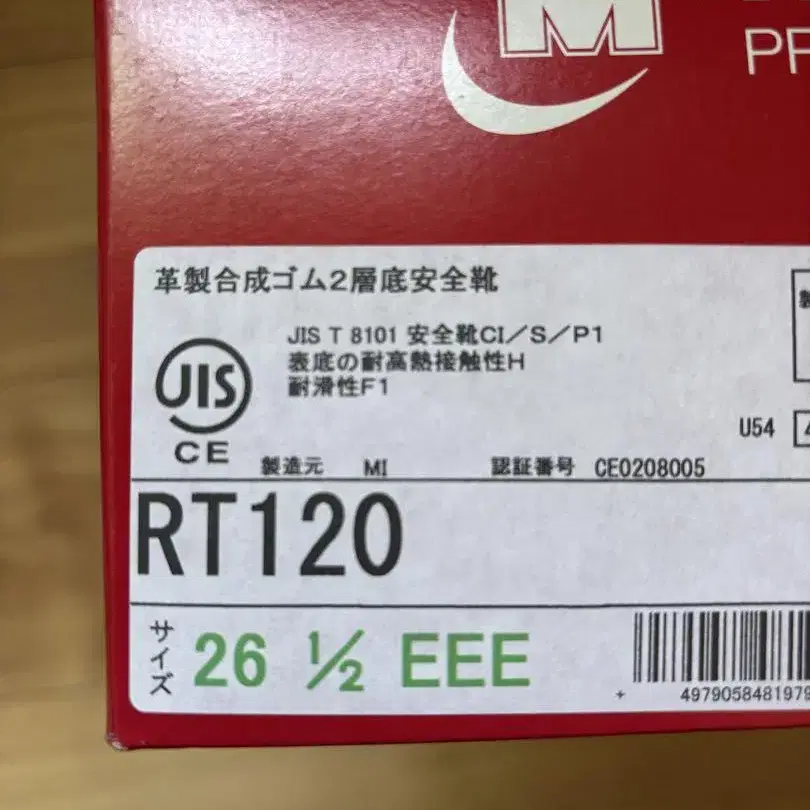 M
PR
革製合成ゴム2層底安全靴
JIS T 8101 安全靴CI/S/P1
表底の耐高熱接触性H
耐滑性F1
JIS
CE
製造元 MI 認証番号 CE0208005
U54
RT120
サイズ 26 ½ EEE
+ 497905848197